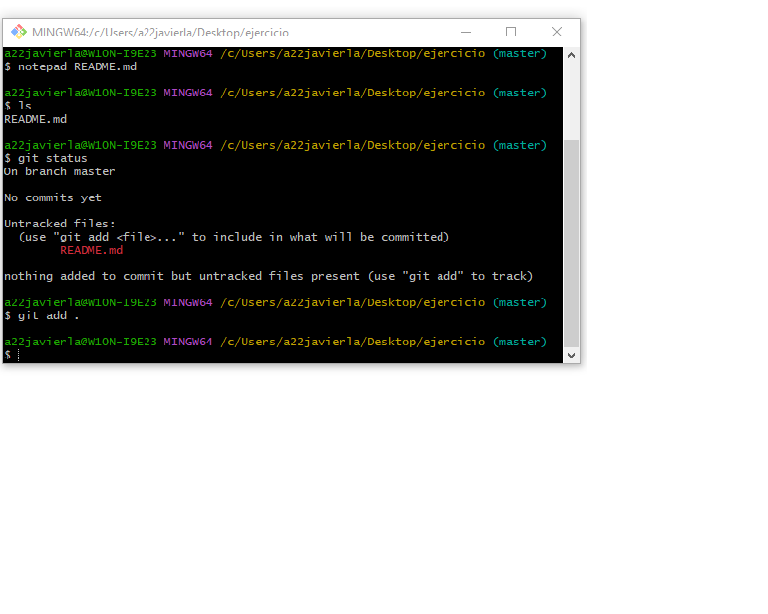 MINGW64:/c/Users/a22javierla/Desktop/ejercicio
a22javierla@W10N-I9E23 MINGW64 /c/Users/a22javierla/Desktop/ejercicio (master)
$ notepad README.md
a22javierla@W10N-I9E23 MINGW64 /c/Users/a22javierla/Desktop/ejercicio (master)
$ ls
README.md
a22javierla@W10N-I9E23 MINGW64 /c/Users/a22javierla/Desktop/ejercicio (master)
$ git status
On branch master
No commits yet
Untracked files:
(use "git add <file>..." to include in what will be committed)
README.md
nothing added to commit but untracked files present (use "git add" to track)
a22javierla@W10N-I9E23 MINGW64 /c/Users/a22javierla/Desktop/ejercicio (master)
$ git add .
a22javierla@W10N-I9E23 MINGW64 /c/Users/a22javierla/Desktop/ejercicio (master)
$